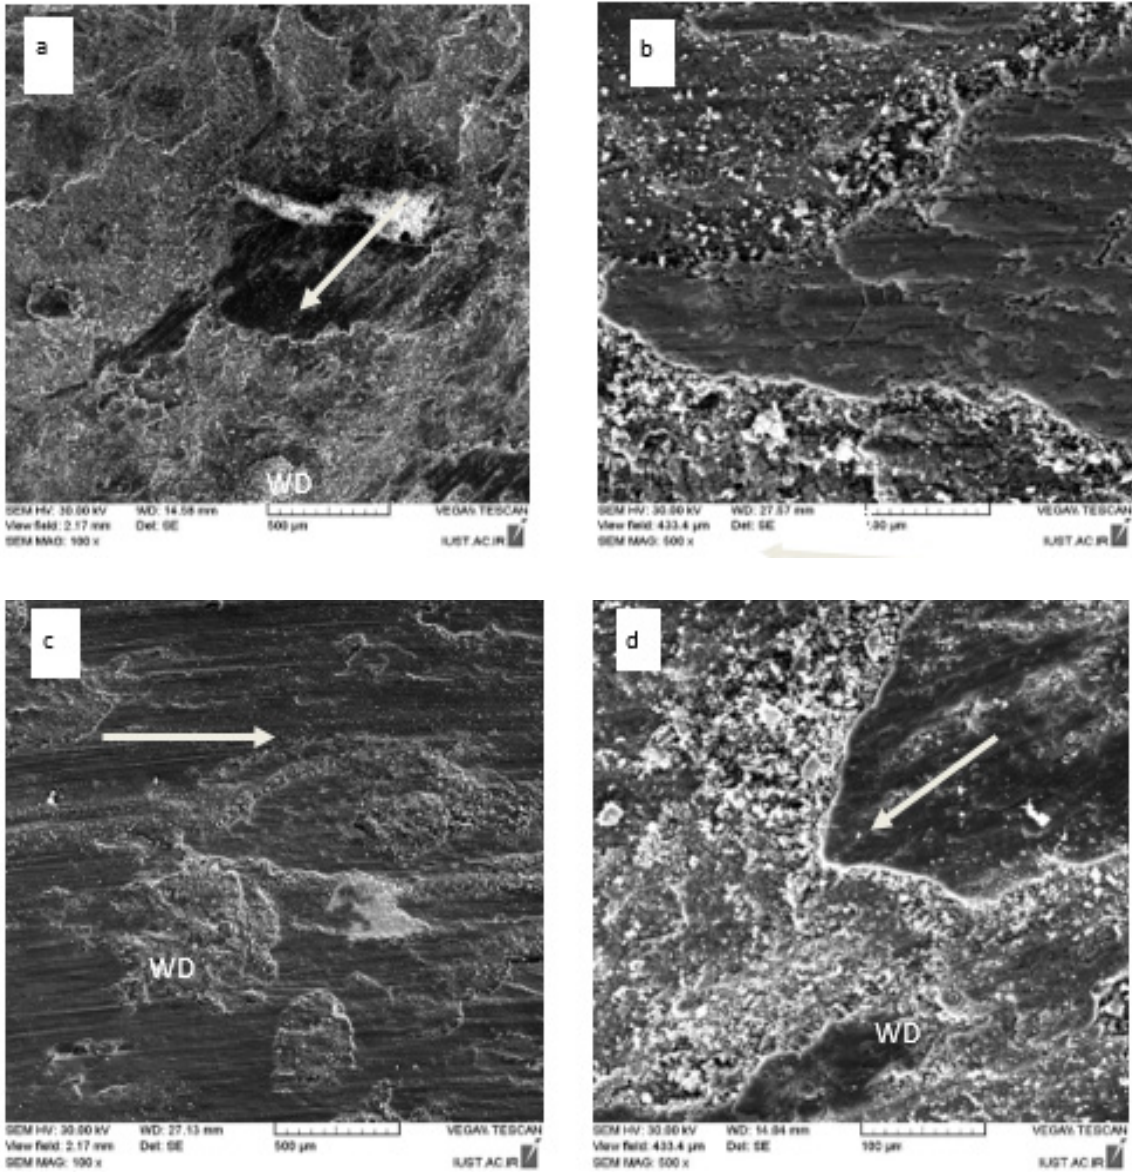 a
WD
SEM HV: 30.00 kV WD: 14.58 mm VEGA\\ TESCAN
View field: 2.17 mm Det: SE 500 µm
SEM MAG: 100 x IUST.AC.IR
b
SEM HV: 30.00 kV WD: 27.57 mm VEGA\\ TESCAN
View field: 433.4 µm Det: SE 100 µm
SEM MAG: 500 x IUST.AC.IR
c
WD
SEM HV: 30.00 kV WD: 27.13 mm VEGA\\ TESCAN
View field: 2.17 mm Det: SE 500 µm
SEM MAG: 100 x IUST.AC.IR
d
WD
SEM HV: 30.00 kV WD: 14.84 mm VEGA\\ TESCAN
View field: 433.4 µm Det: SE 100 µm
SEM MAG: 500 x IUST.AC.IR